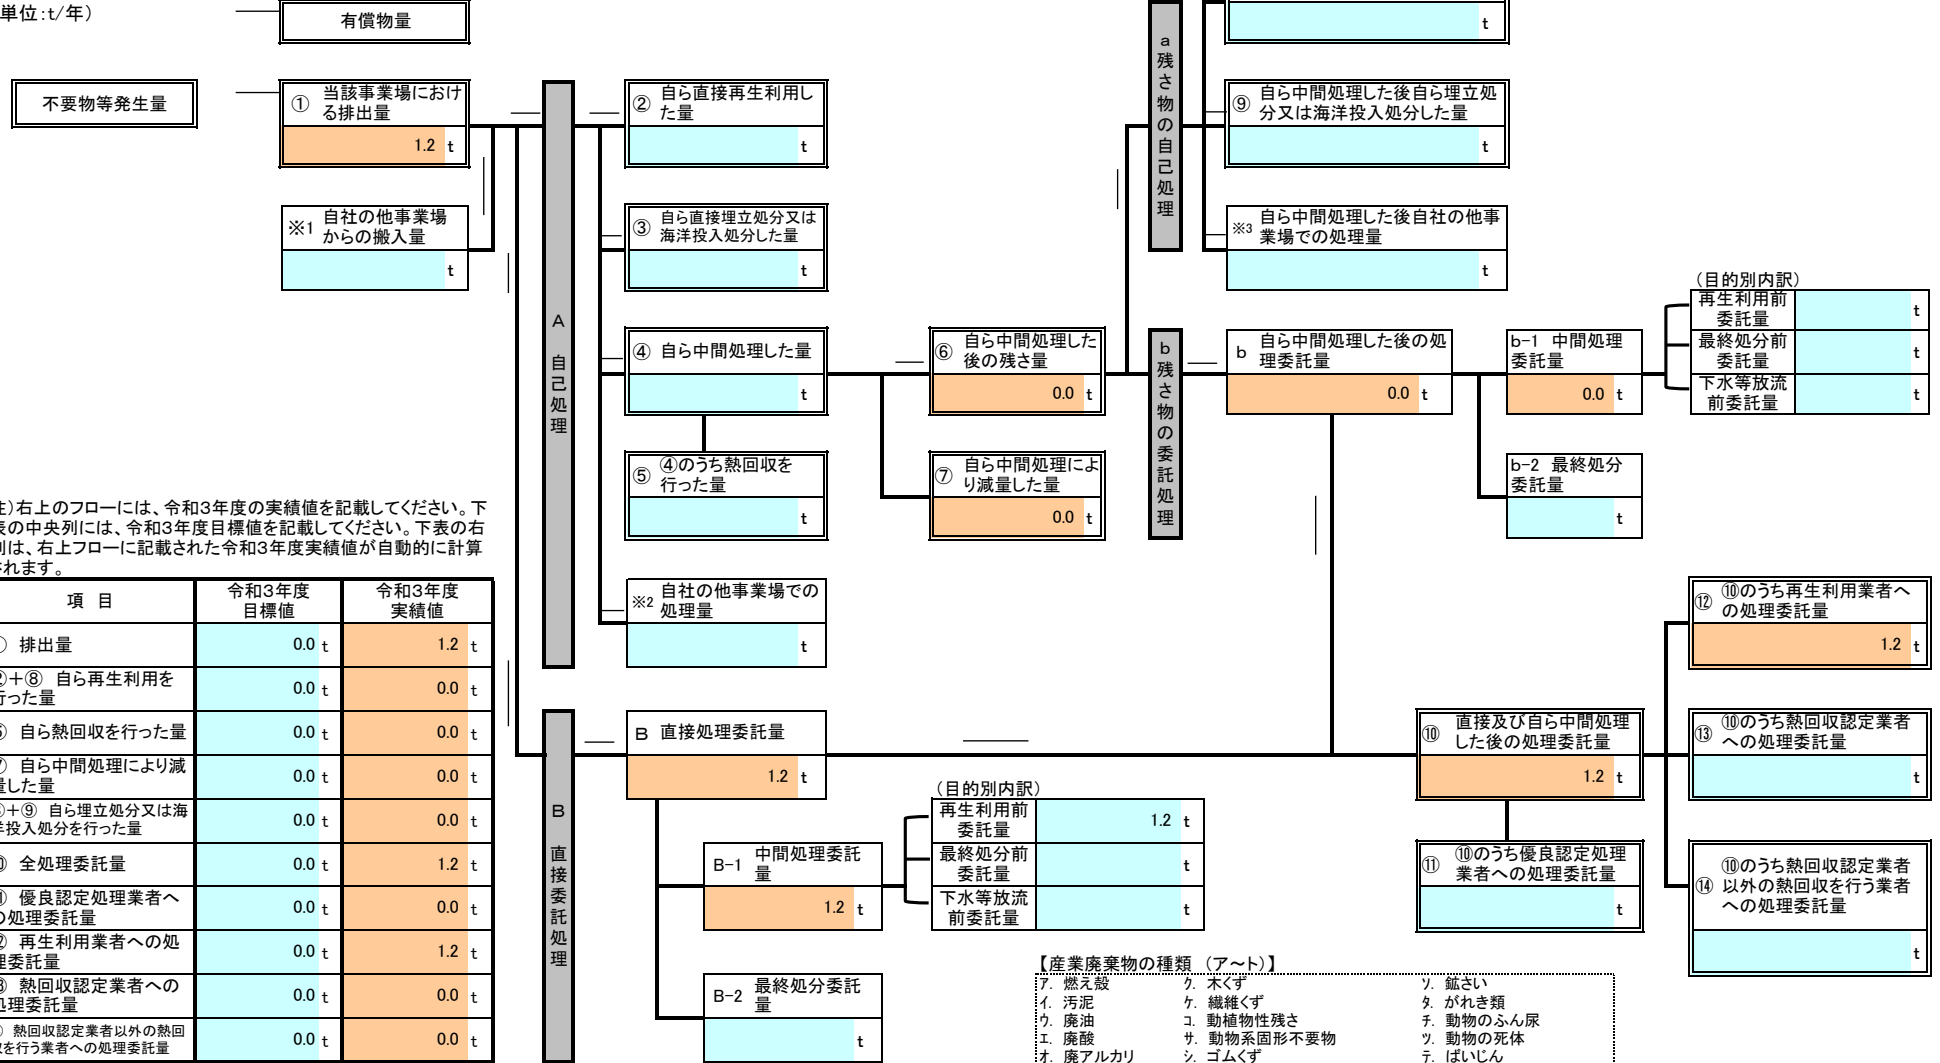 単位：t/年）
有償物量
t
不要物等発生量
① 当該事業場におけ
る排出量
1.2 t
※1 自社の他事業場
からの搬入量
t
A 自己処理
② 自ら直接再生利用し
た量
t
③ 自ら直接埋立処分又は
海洋投入処分した量
t
④ 自ら中間処理した量
t
⑤ ④のうち熱回収を
行った量
t
※2 自社の他事業場での
処理量
t
⑥ 自ら中間処理した
後の残さ量
0.0 t
⑦ 自ら中間処理によ
り減量した量
0.0 t
a 残さ物の自己処理
⑨ 自ら中間処理した後自ら埋立処
分又は海洋投入処分した量
t
※3 自ら中間処理した後自社の他事
業場での処理量
t
b 残さ物の委託処理
b 自ら中間処理した後の処
理委託量
0.0 t
b-1 中間処理
委託量
0.0 t
b-2 最終処分
委託量
t
（目的別内訳）
再生利用前
委託量 t
最終処分前
委託量 t
下水等放流
前委託量 t
注）右上のフローには、令和3年度の実績値を記載してください。下
表の中央列には、令和3年度目標値を記載してください。下表の右
列は、右上フローに記載された令和3年度実績値が自動的に計算
されます。
項 目 令和3年度 目標値 令和3年度 実績値
① 排出量 0.0 t 1.2 t
②+⑧ 自ら再生利用を
行った量 0.0 t 0.0 t
⑤ 自ら熱回収を行った量 0.0 t 0.0 t
⑦ 自ら中間処理により減
量した量 0.0 t 0.0 t
③+⑨ 自ら埋立処分又は海
洋投入処分を行った量 0.0 t 0.0 t
⑩ 全処理委託量 0.0 t 1.2 t
⑪ 優良認定処理業者へ
の処理委託量 0.0 t 0.0 t
⑫ 再生利用業者への処
理委託量 0.0 t 1.2 t
⑬ 熱回収認定業者への
処理委託量 0.0 t 0.0 t
⑭ 熱回収認定業者以外の熱回
収を行う業者への処理委託量 0.0 t 0.0 t
B 直接委託処理
B 直接処理委託量
1.2 t
B-1 中間処理委託
量
1.2 t
B-2 最終処分委託
量
t
（目的別内訳）
再生利用前
委託量 1.2 t
最終処分前
委託量 t
下水等放流
前委託量 t
⑩ 直接及び自ら中間処理
した後の処理委託量
1.2 t
⑪ ⑩のうち優良認定処理
業者への処理委託量
t
⑫ ⑩のうち再生利用業者へ
の処理委託量
1.2 t
⑬ ⑩のうち熱回収認定業者
への処理委託量
t
⑭ ⑩のうち熱回収認定業者
以外の熱回収を行う業者
への処理委託量
t
【産業廃棄物の種類 （ア～ト）】
ア. 燃え殻 ク. 木くず ソ. 鉱さい
イ. 汚泥 ケ. 繊維くず タ. がれき類
ウ. 廃油 コ. 動植物性残さ チ. 動物のふん尿
エ. 廃酸 サ. 動物系固形不要物 ツ. 動物の死体
オ. 廃アルカリ シ. ゴムくず テ. ばいじん